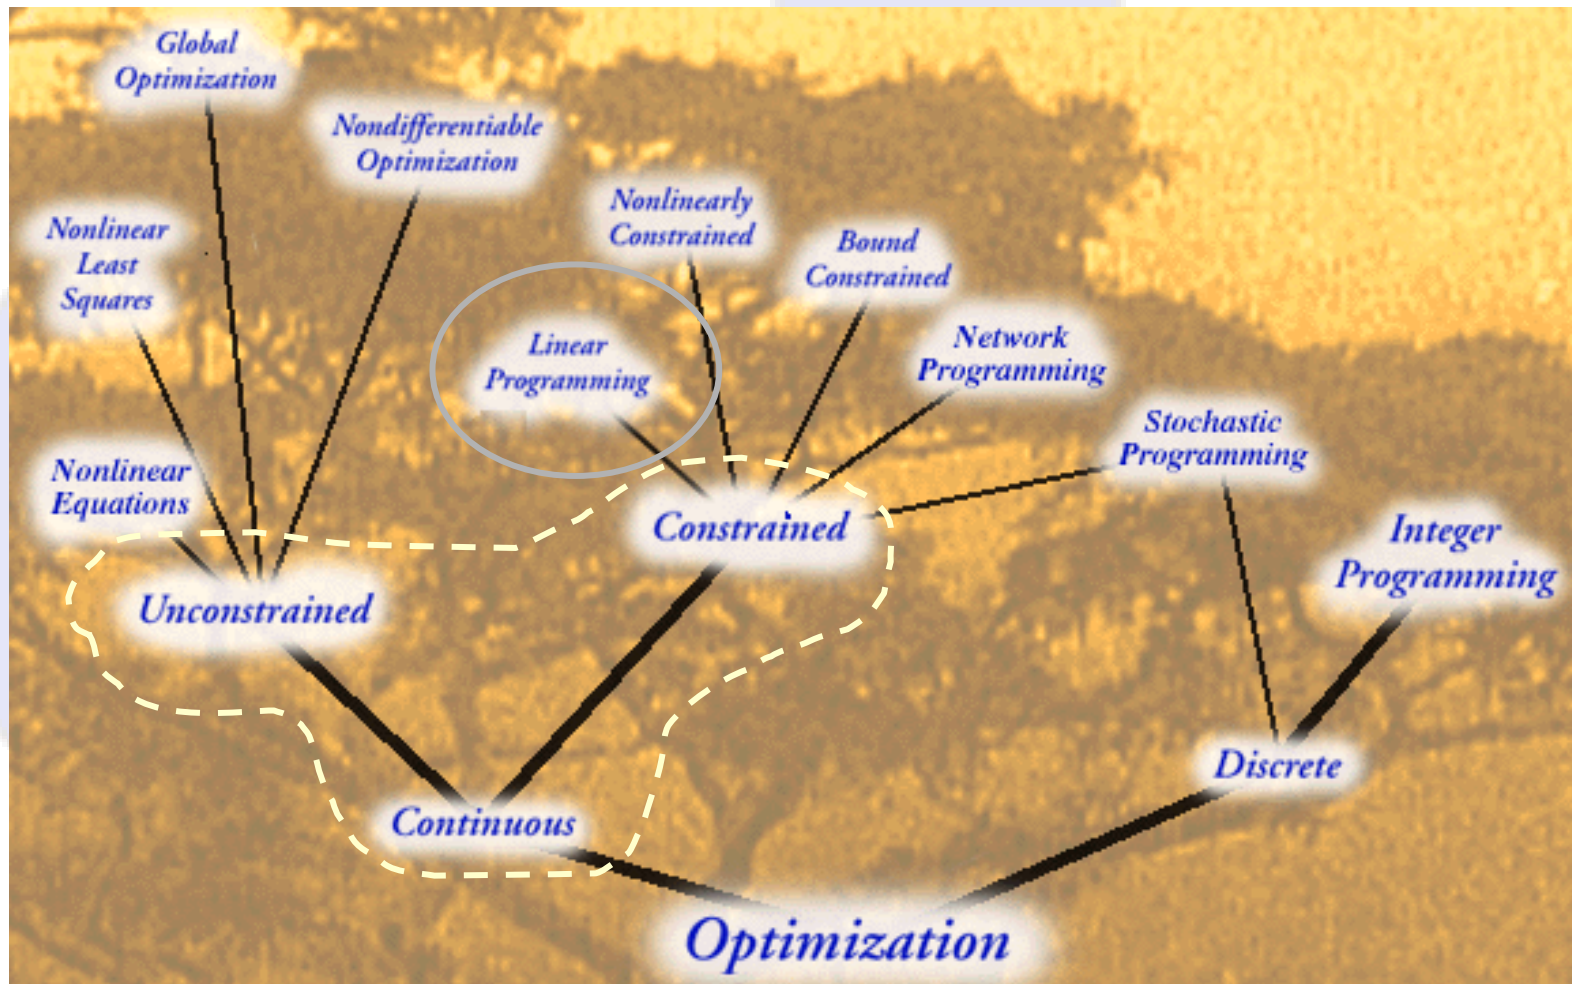 Global
Optimization
Nondifferentiable
Optimization
Nonlinearly
Constrained
Nonlinear
Least
Squares
Bound
Constrained
Linear
Programming
Network
Programming
Stochastic
Programming
Nonlinear
Equations
Constrained
Integer
Programming
Unconstrained
Discrete
Continuous
Optimization